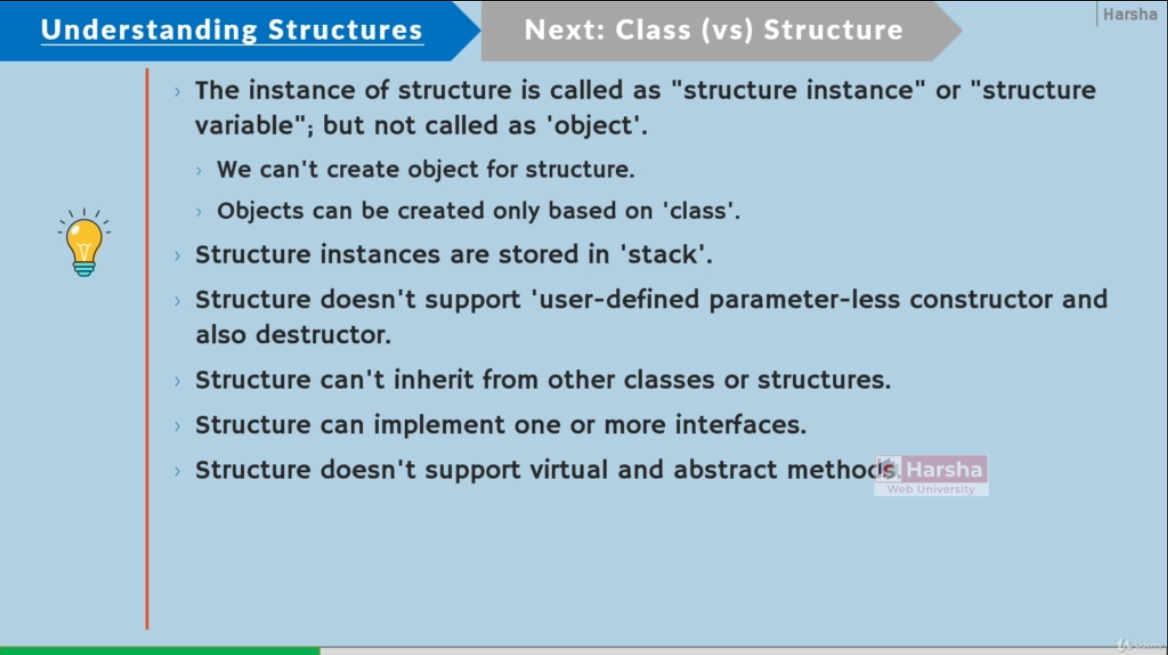 Understanding Structures
Next: Class (vs) Structure
Harsha
› The instance of structure is called as "structure instance" or "structure
variable"; but not called as 'object'.
› We can't create object for structure.
› Objects can be created only based on 'class'.
› Structure instances are stored in 'stack'.
› Structure doesn't support 'user-defined parameter-less constructor and
also destructor.
› Structure can't inherit from other classes or structures.
› Structure can implement one or more interfaces.
› Structure doesn't support virtual and abstract methods.
Harsha
Web University
Udemy